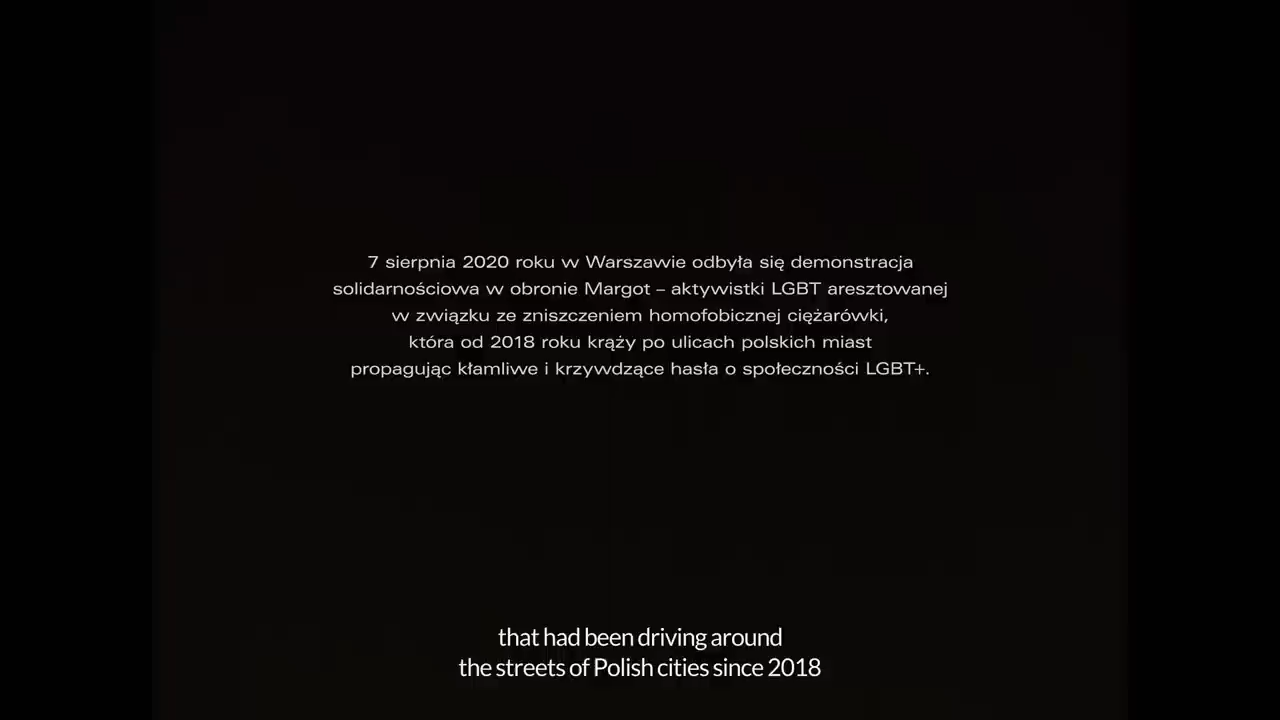 7 sierpnia 2020 roku w Warszawie odbyła się demonstracja
solidarnościowa w obronie Margot – aktywistki LGBT aresztowanej
w związku ze zniszczeniem homofobicznej ciężarówki,
która od 2018 roku krąży po ulicach polskich miast
propagując kłamliwe i krzywdzące hasła o społeczności LGBT+.
that had been driving around
the streets of Polish cities since 2018